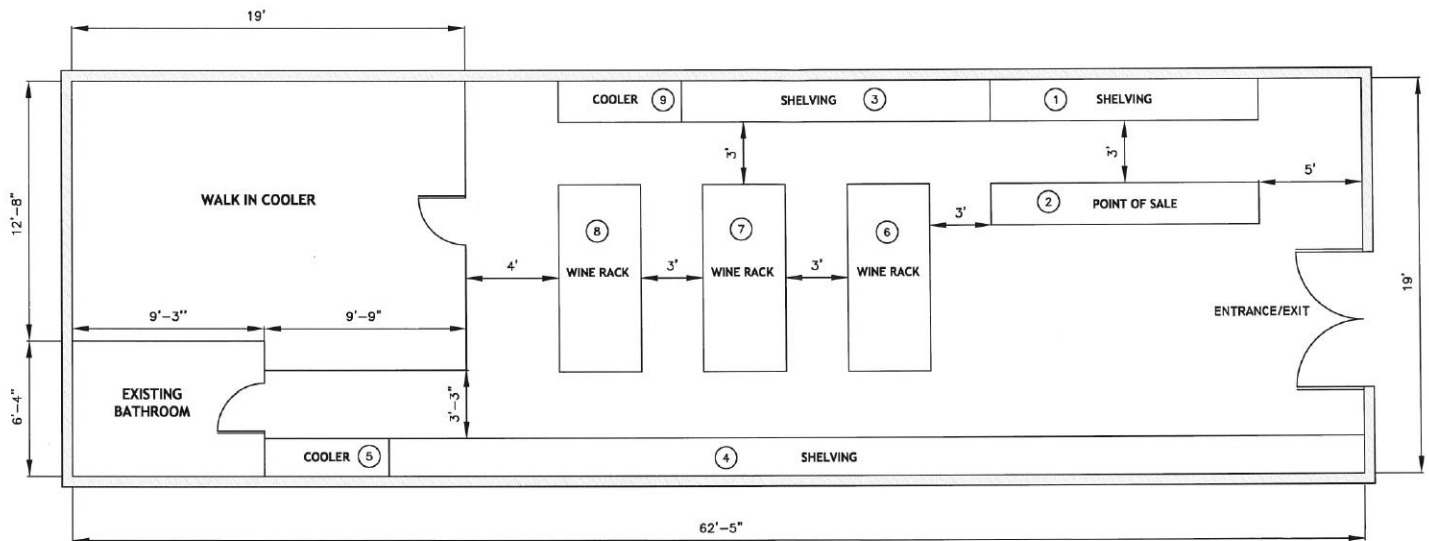 19'
COOLER 9
SHELVING 3
1 SHELVING
3'
3'
5'
12'-8"
WALK IN COOLER
2 POINT OF SALE
8
7
6
3'
WINE RACK
WINE RACK
WINE RACK
4'
3'
3'
19'
9'-3''
9'-9"
ENTRANCE/EXIT
6'-4"
EXISTING
BATHROOM
3'-3"
COOLER 5
4 SHELVING
62'-5"